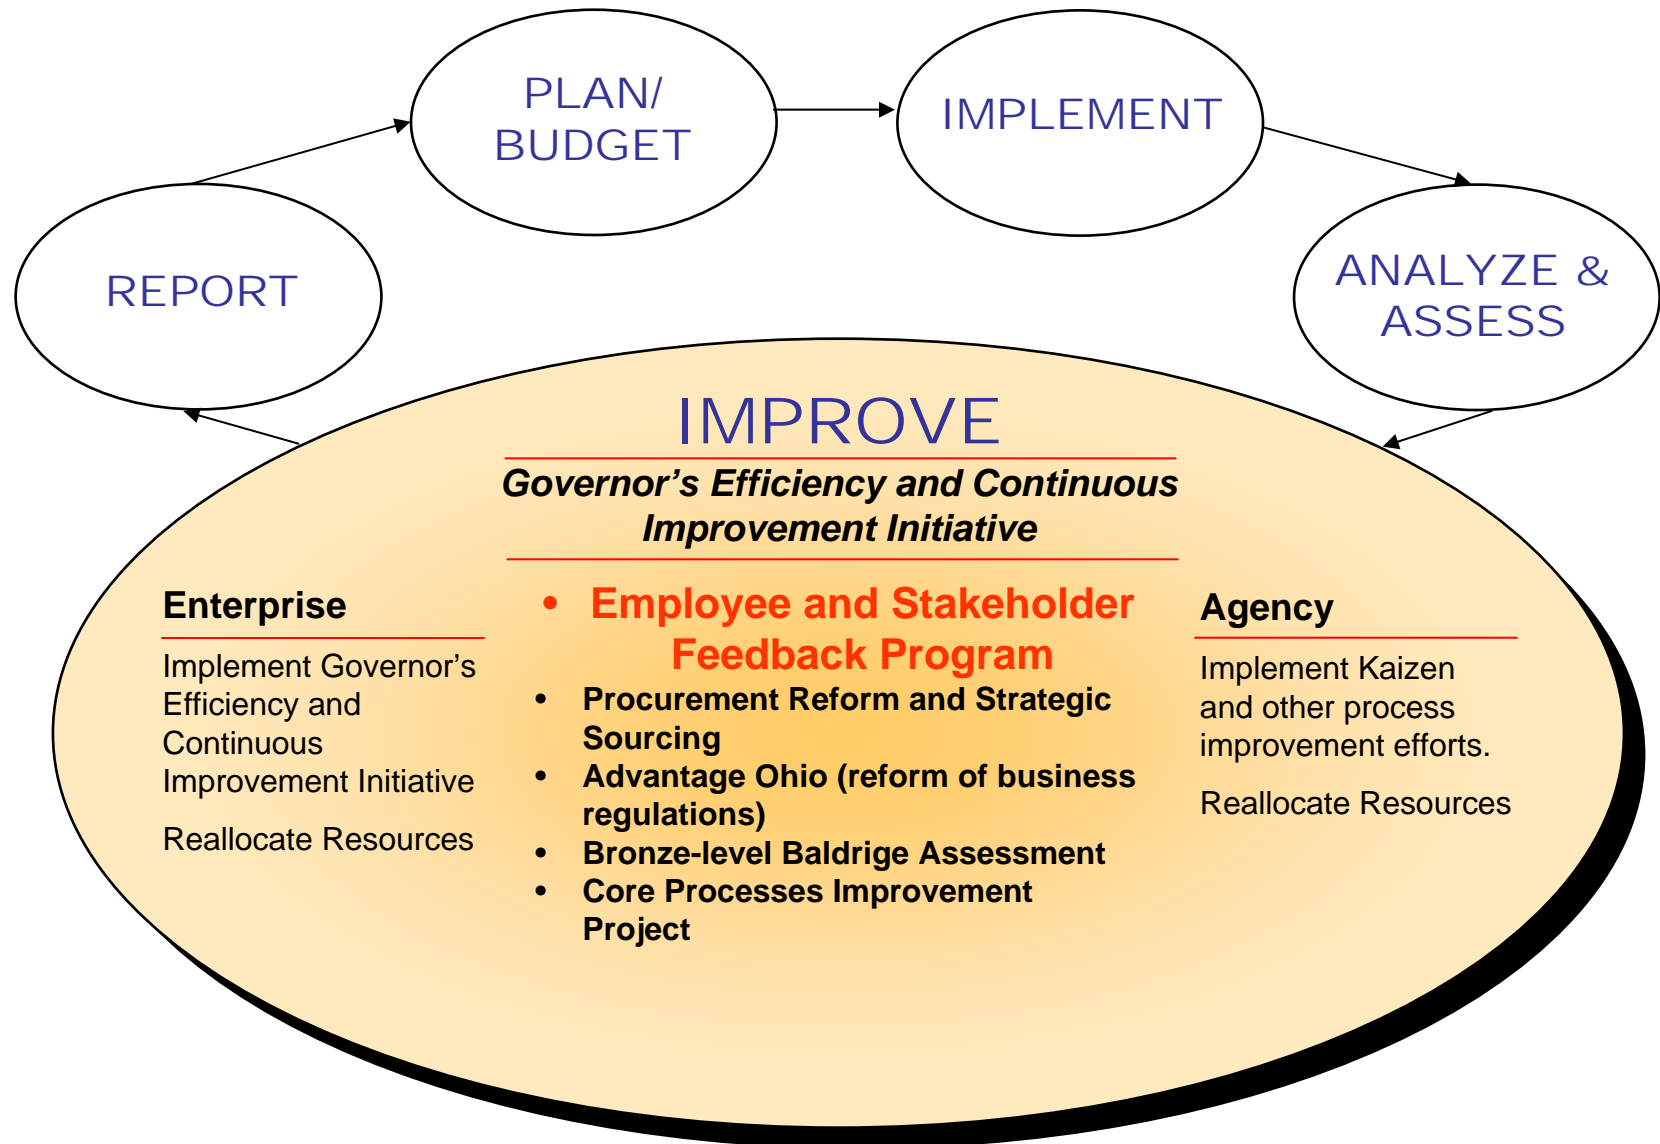 PLAN/
BUDGET
IMPLEMENT
REPORT
ANALYZE &
ASSESS
IMPROVE
Governor’s Efficiency and Continuous
Improvement Initiative
Enterprise
Implement Governor’s
Efficiency and
Continuous
Improvement Initiative
Reallocate Resources
• Employee and Stakeholder
Feedback Program
• Procurement Reform and Strategic
Sourcing
• Advantage Ohio (reform of business
regulations)
• Bronze-level Baldrige Assessment
• Core Processes Improvement
Project
Agency
Implement Kaizen
and other process
improvement efforts.
Reallocate Resources